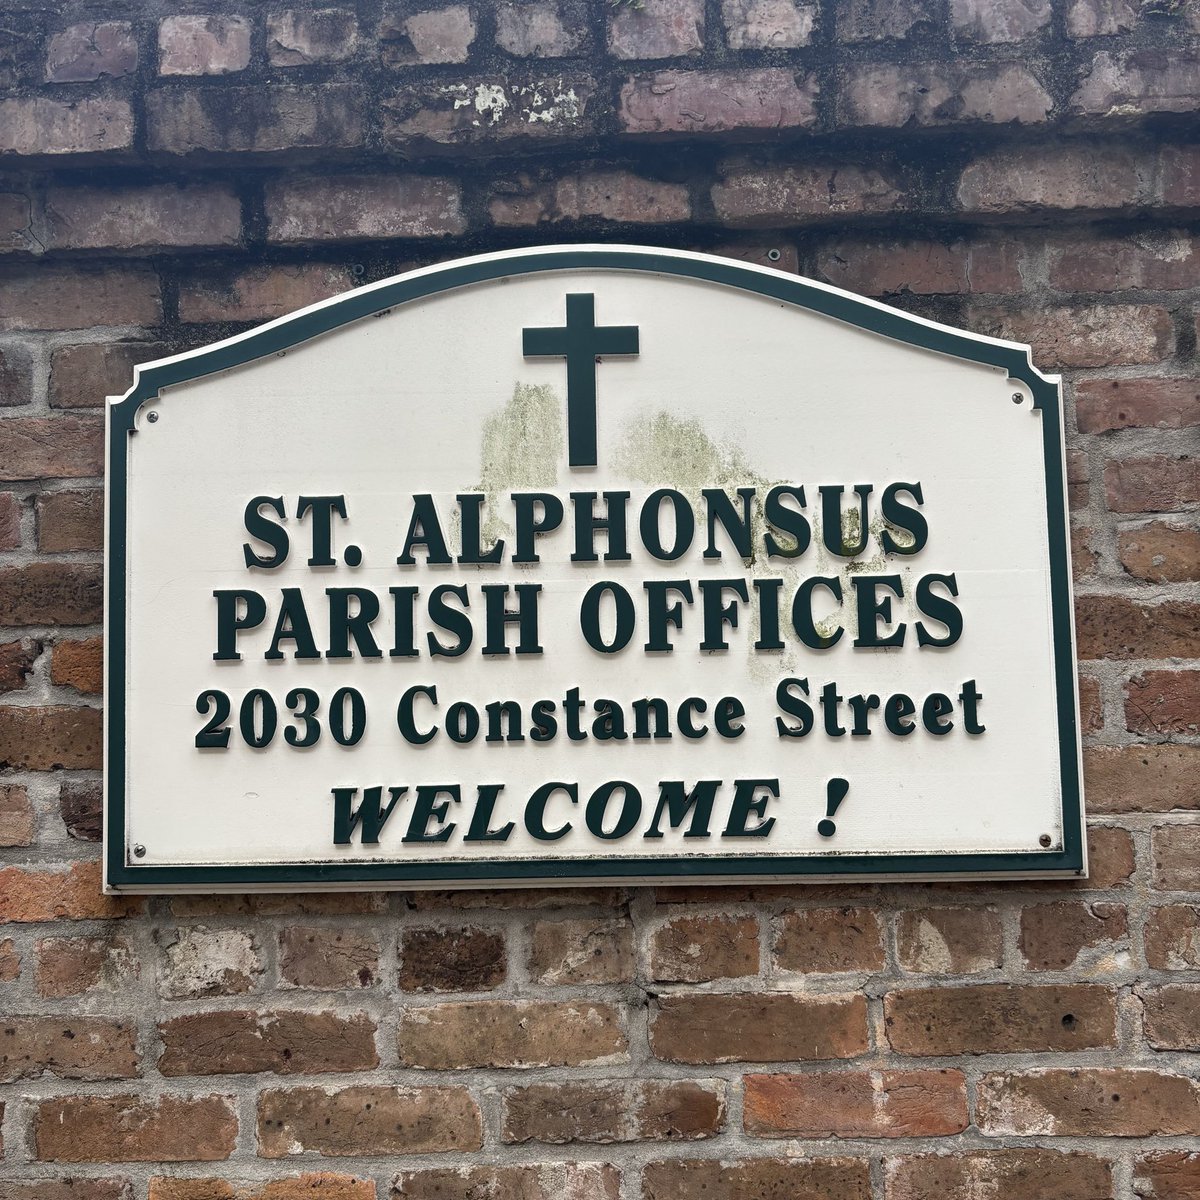 ST. ALPHONSUS
PARISH OFFICES
2030 Constance Street
WELCOME !